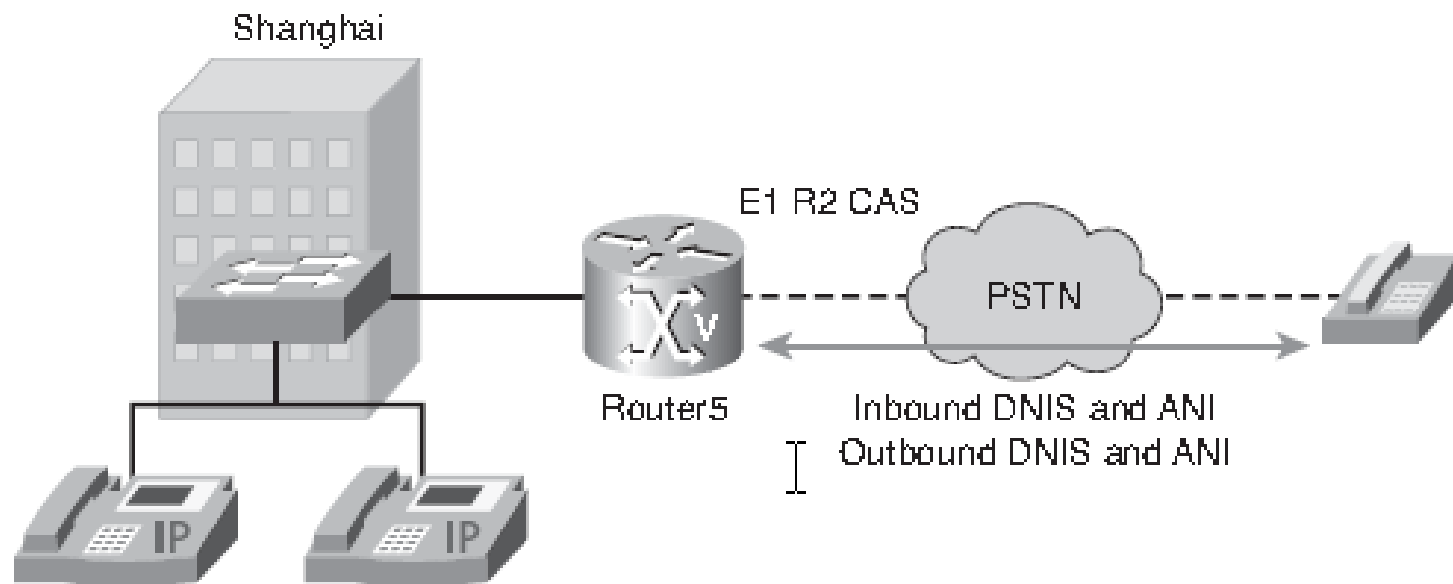 Shanghai
E1 R2 CAS
PSTN
V
Router5
Inbound DNIS and ANI
Outbound DNIS and ANI
IP
IP